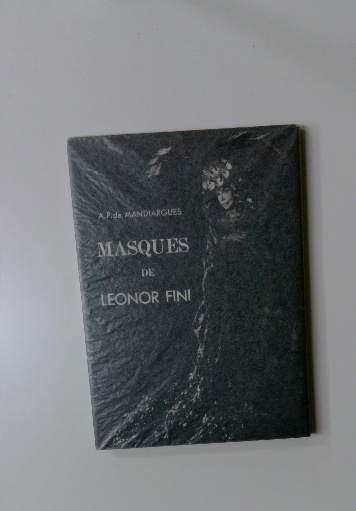 A.P. de MANDIARGUES
MASQUES
DE
LEONOR FINI